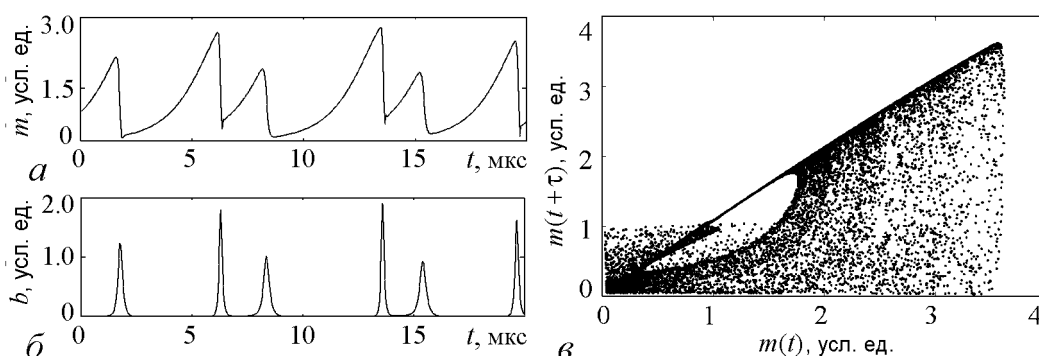 3.0
1.5
0
m, усл. ед.
0 5 10 15 t, мкс
а
2.0
1.0
0
b, усл. ед.
0 5 10 15 t, мкс
б
4
3
2
1
0
m(t + τ), усл. ед.
0 1 2 3 4
m(t), усл. ед.
в